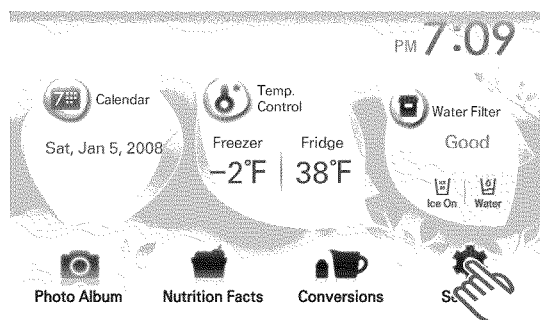 PM 7:09
7
Calendar
Sat, Jan 5, 2008
Temp.
Control
Freezer
Fridge
-2°F
38°F
Water Filter
Good
Ice On
Water
Photo Album
Nutrition Facts
Conversions